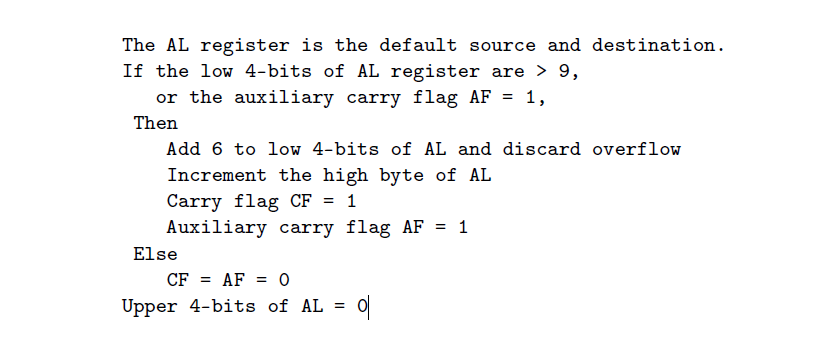 The AL register is the default source and destination.
If the low 4-bits of AL register are > 9,
or the auxiliary carry flag AF = 1,
Then
Add 6 to low 4-bits of AL and discard overflow
Increment the high byte of AL
Carry flag CF = 1
Auxiliary carry flag AF = 1
Else
CF = AF = 0
Upper 4-bits of AL = 0